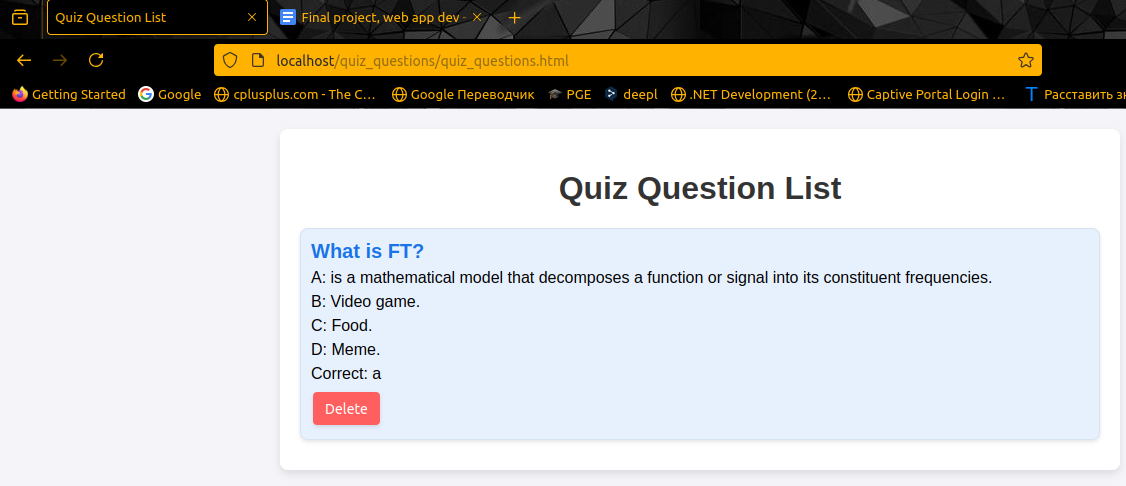 Quiz Question List
Final project, web app dev -
localhost/quiz_questions/quiz_questions.html
Getting Started
Google
cplusplus.com - The C…
Google Переводчик
PGE
deepl
.NET Development (2…
Captive Portal Login …
Расставить зн
Quiz Question List
What is FT?
A: is a mathematical model that decomposes a function or signal into its constituent frequencies.
B: Video game.
C: Food.
D: Meme.
Correct: a
Delete